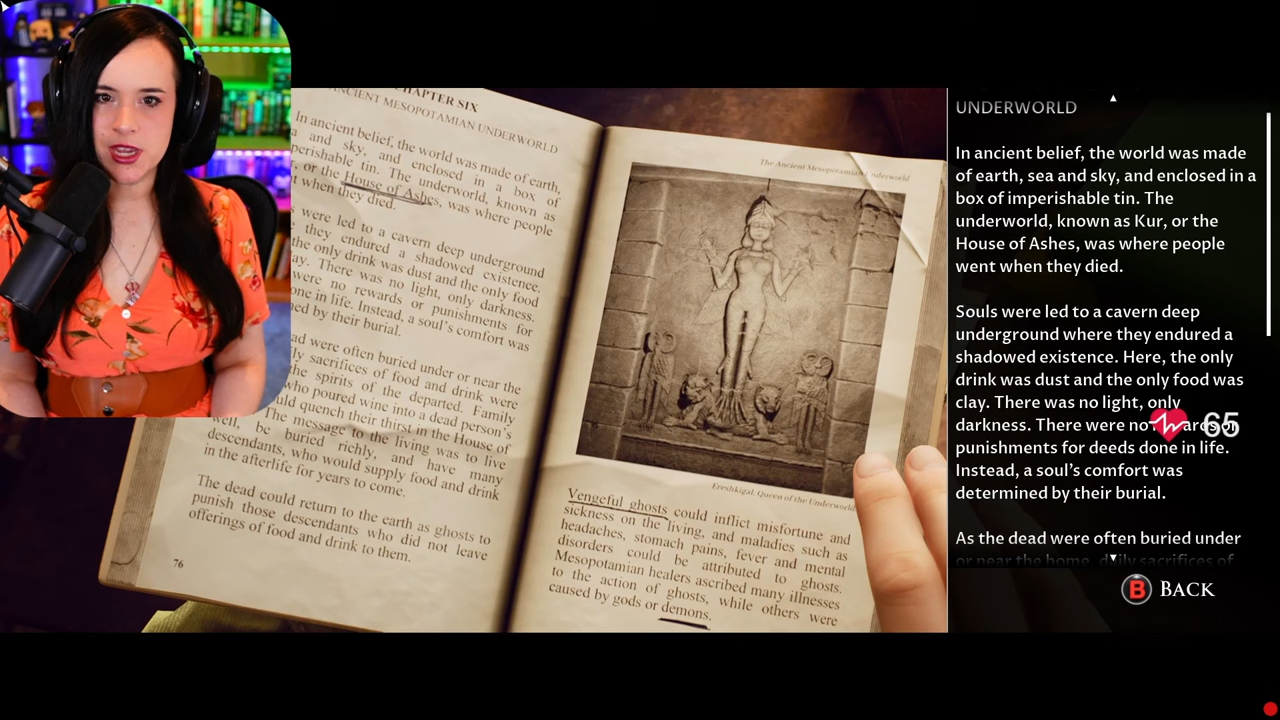 CHAPTER SIX
ANCIENT MESOPOTAMIAN UNDERWORLD
In ancient belief, the world was made of earth,
and sky, and enclosed in a box of
perishable tin. The underworld, known as
, or the House of Ashes, was where people
t when they died.
s were led to a cavern deep underground
they endured a shadowed existence.
the only drink was dust and the only food
ay. There was no light, only darkness.
were no rewards or punishments for
one in life. Instead, a soul's comfort was
ned by their burial.
ad were often buried under or near the
ly sacrifices of food and drink were
the spirits of the departed. Family
who poured wine into a dead person's
uld quench their thirst in the House of
The message to the living was to live
well, be buried richly, and have many
descendants, who would supply food and drink
in the afterlife for years to come.
The dead could return to the earth as ghosts to
punish those descendants who did not leave
offerings of food and drink to them.
76
The Ancient Mesopotamian Underworld
Ereshkigal, Queen of the Underworld
Vengeful ghosts could inflict misfortune and
sickness on the living, and maladies such as
headaches, stomach pains, fever and mental
disorders could be attributed to ghosts.
Mesopotamian healers ascribed many illnesses
to the action of ghosts, while others were
caused by gods or demons.
UNDERWORLD
In ancient belief, the world was made
of earth, sea and sky, and enclosed in a
box of imperishable tin. The
underworld, known as Kur, or the
House of Ashes, was where people
went when they died.
Souls were led to a cavern deep
underground where they endured a
shadowed existence. Here, the only
drink was dust and the only food was
clay. There was no light, only
darkness. There were no rewards or
punishments for deeds done in life.
Instead, a soul's comfort was
determined by their burial.
As the dead were often buried under
or near the home, daily sacrifices of
65
B BACK